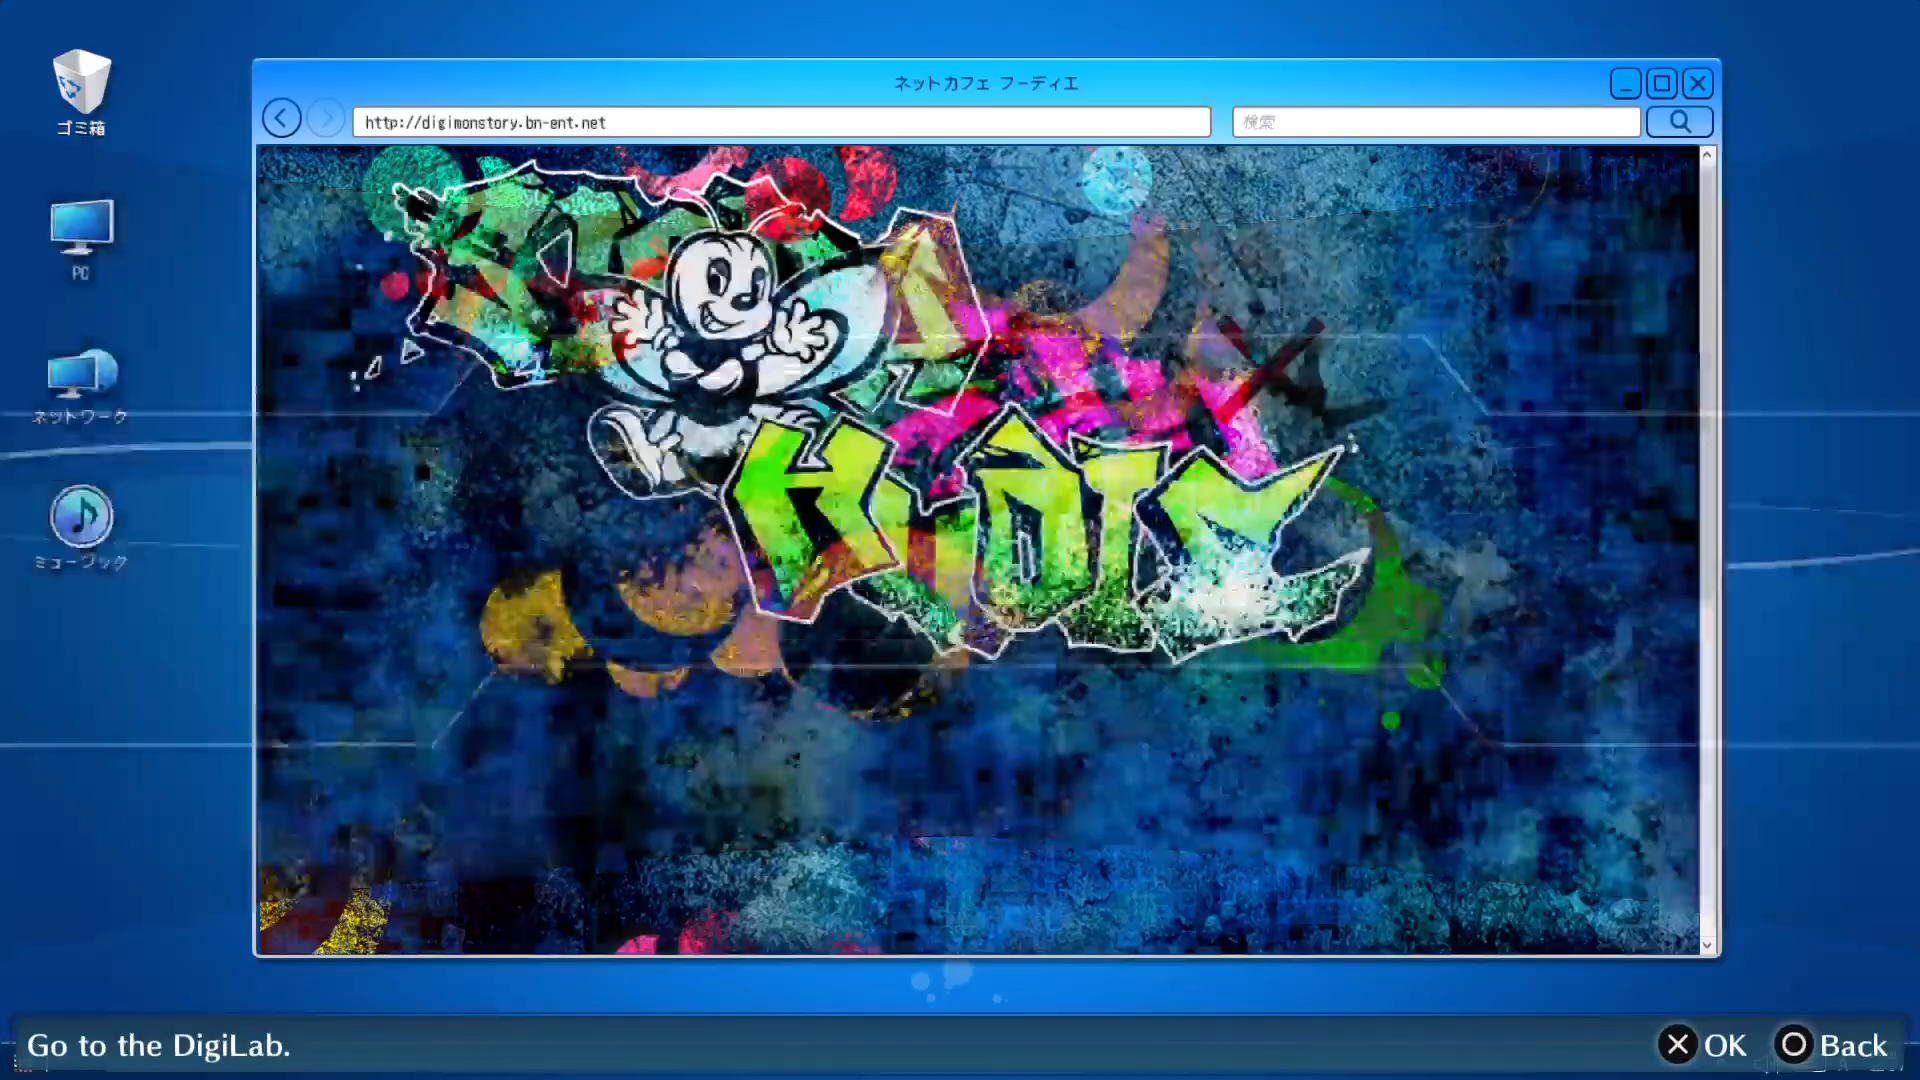 ネットカフェ フーディエ
http://digimonstory.bn-ent.net
検索
ゴミ箱
PC
ネットワーク
ミュージック
Go to the DigiLab.
OK
Back